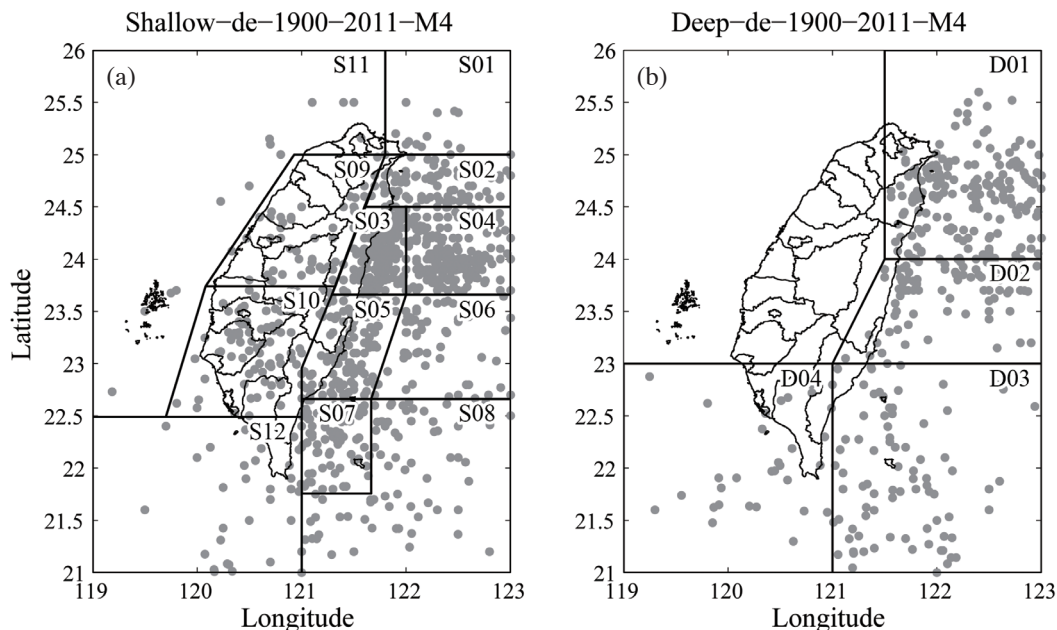 Shallow−de−1900−2011−M4
Deep−de−1900−2011−M4
(a)
S11
S01
S09
S02
S03
S04
S10
S05
S06
S07
S08
S12
26
25.5
25
24.5
24
23.5
23
22.5
22
21.5
21
119
120
121
122
123
Latitude
Longitude
(b)
D01
D02
D04
D03
26
25.5
25
24.5
24
23.5
23
22.5
22
21.5
21
119
120
121
122
123
Longitude